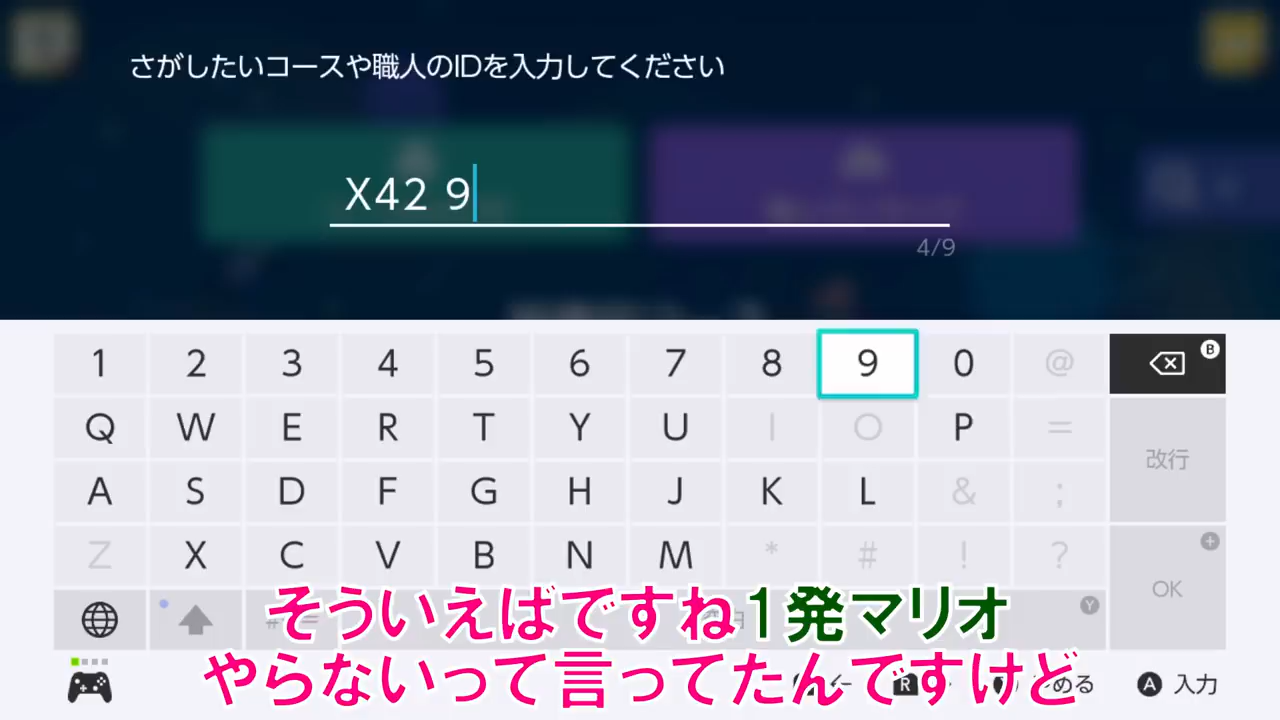 さがしたいコースや職人のIDを入力してください
X42 9
4/9
1 2 3 4 5 6 7 8 9 0 @ B
Q W E R T Y U I O P =
改行
A S D F G H J K L & ;
Z X C V B N M * # ! ? +
OK
そういえばですね1発マリオ Y
やらないって言ってたんですけど
R める A 入力